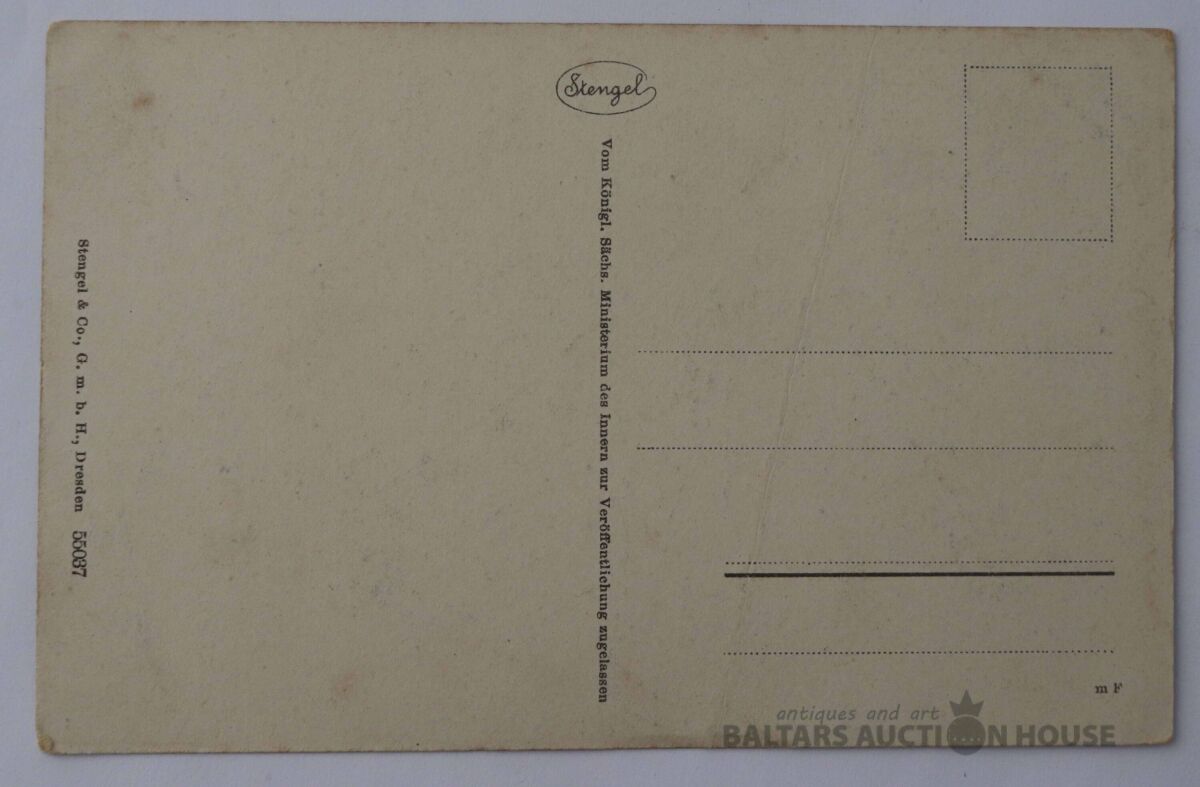 Stengel
Vom Königl. Sächs. Ministerium des Innern zur Veröffentlichung zugelassen
Stengel & Co., G. m. b. H., Dresden 55037
m F
antiques and art
BALTARS AUCTION HOUSE